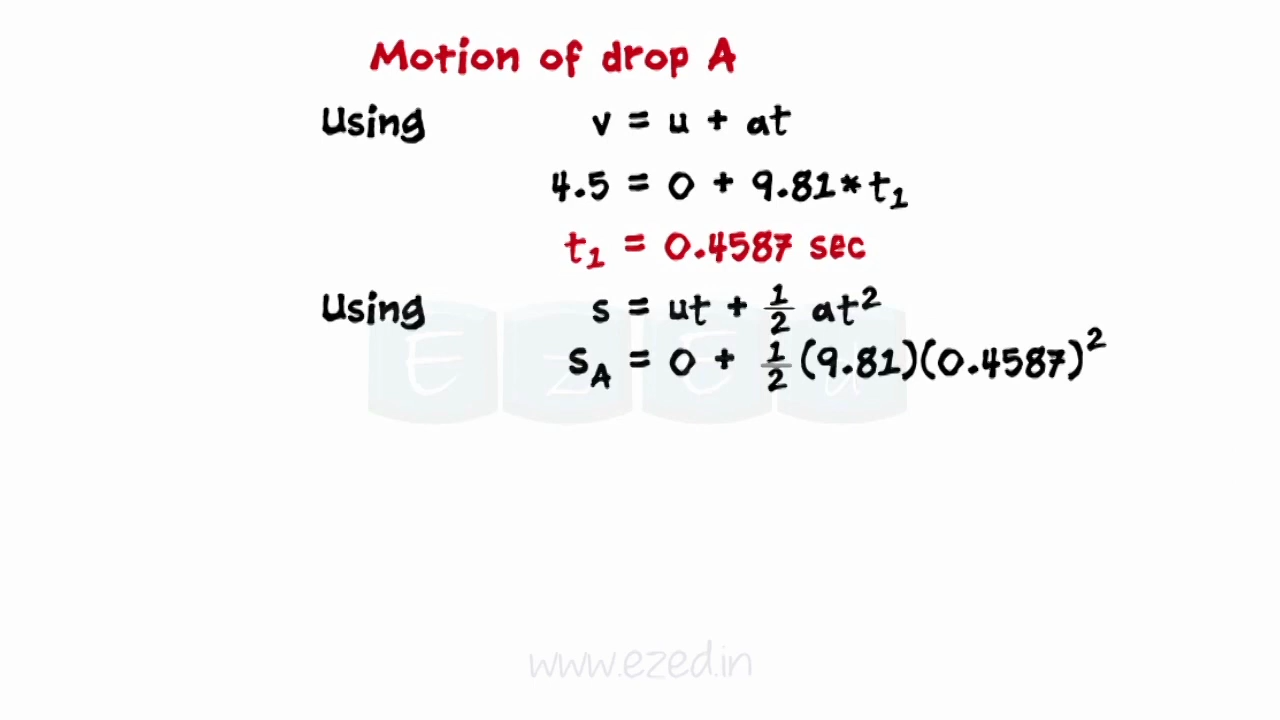 Motion of drop A
Using v = u + at
4.5 = 0 + 9.81*t₁
t₁ = 0.4587 sec
Using s = ut + ½ at²
s_A = 0 + ½ (9.81)(0.4587)²
EzEd
www.ezed.in